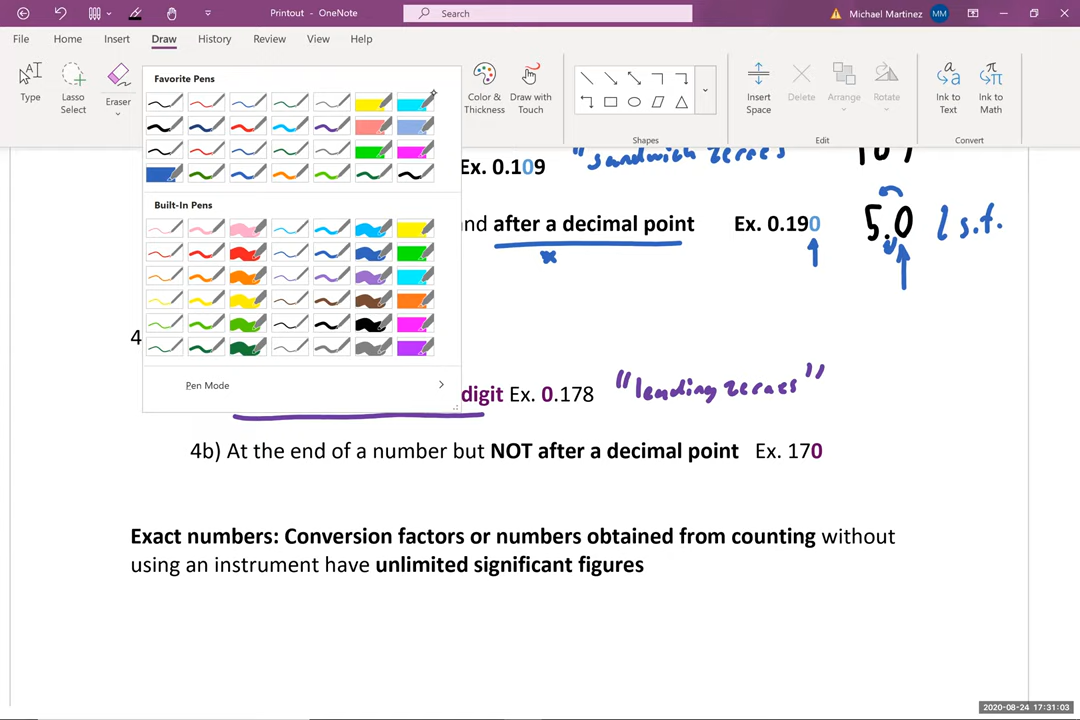 Printout - OneNote
Search
Michael Martinez MM
File Home Insert Draw History Review View Help
Type
Lasso Select
Eraser
Favorite Pens
Built-In Pens
Pen Mode
Color & Thickness
Draw with Touch
Shapes
Insert Space
Delete
Arrange
Rotate
Edit
Ink to Text
Ink to Math
Convert
Ex. 0.109 "sandwich zeroes" 109
nd after a decimal point Ex. 0.190 5.0 2 s.f.
4
digit Ex. 0.178 "leading zeroes"
4b) At the end of a number but NOT after a decimal point Ex. 170
Exact numbers: Conversion factors or numbers obtained from counting without
using an instrument have unlimited significant figures
2020-08-24 17:31:03